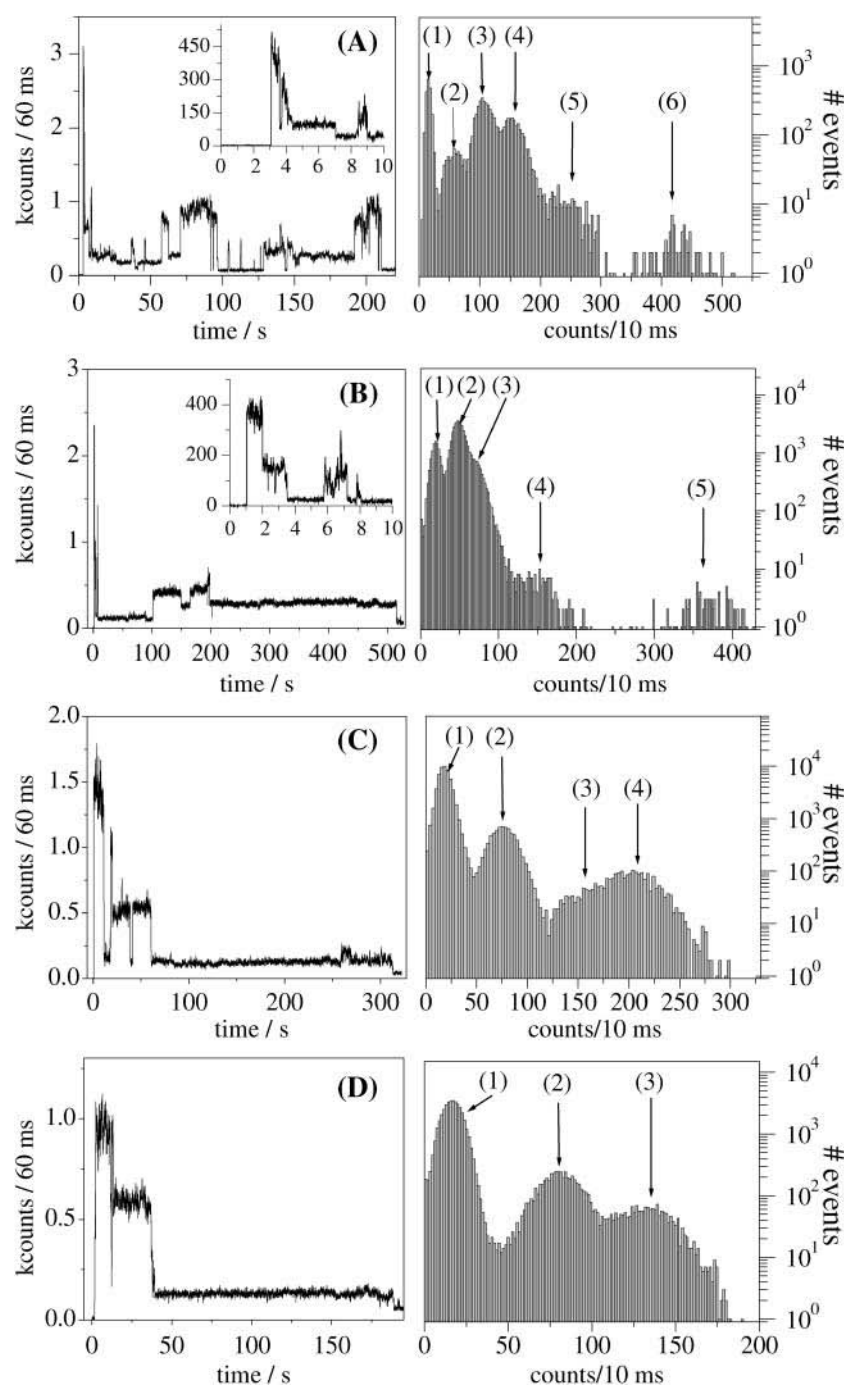 (A)
3
2
1
0
kcounts / 60 ms
450
300
150
0
0 2 4 6 8 10
0 50 100 150 200
time / s
(1) (3) (4)
(2) (5) (6)
10³
10²
10¹
10⁰
# events
0 100 200 300 400 500
counts/10 ms
(B)
3
2
1
0
kcounts / 60 ms
400
200
0
0 2 4 6 8 10
0 100 200 300 400 500
time / s
(1) (2) (3)
(4) (5)
10⁴
10³
10²
10¹
10⁰
# events
0 100 200 300 400
counts/10 ms
(C)
2.0
1.5
1.0
0.5
0.0
kcounts / 60 ms
0 100 200 300
time / s
(1) (2)
(3) (4)
10⁴
10³
10²
10¹
10⁰
# events
0 50 100 150 200 250 300
counts/10 ms
(D)
1.0
0.5
0.0
kcounts / 60 ms
0 50 100 150
time / s
(1) (2) (3)
10⁴
10³
10²
10¹
10⁰
# events
0 50 100 150 200
counts/10 ms